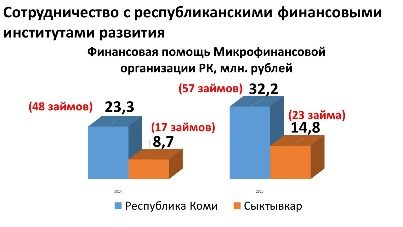 Сотрудничество с республиканскими финансовыми
институтами развития
Финансовая помощь Микрофинансовой
организации РК, млн. рублей
(57 займов)
32,2
(48 займов)
23,3
(23 займа)
(17 займов)
14,8
8,7
Республика Коми
Сыктывкар